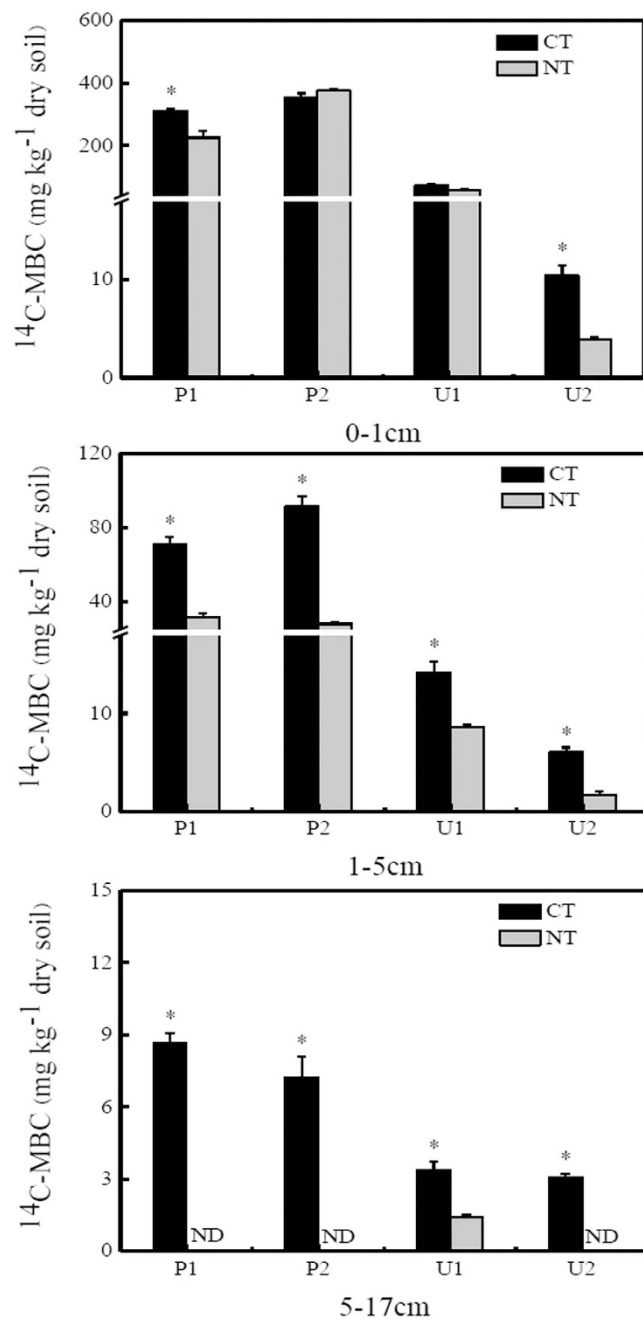 600
400
200
10
0
¹⁴C-MBC (mg kg⁻¹ dry soil)
CT
NT
*
*
P1 P2 U1 U2
0-1cm
120
80
40
10
0
¹⁴C-MBC (mg kg⁻¹ dry soil)
CT
NT
*
*
*
*
P1 P2 U1 U2
1-5cm
15
12
9
6
3
0
¹⁴C-MBC (mg kg⁻¹ dry soil)
CT
NT
*
*
*
*
ND ND ND
P1 P2 U1 U2
5-17cm